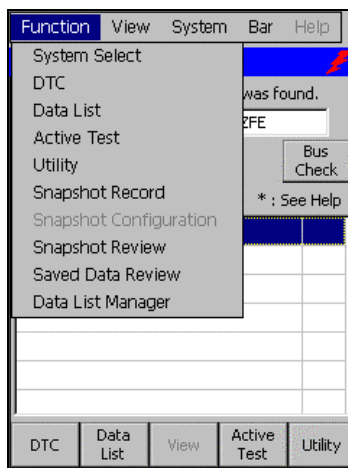 Function View System Bar Help
System Select
DTC
was found.
Data List
ZFE
Active Test
Bus
Check
Utility
Snapshot Record
* : See Help
Snapshot Configuration
Snapshot Review
Saved Data Review
Data List Manager
DTC
Data
List
View
Active
Test
Utility